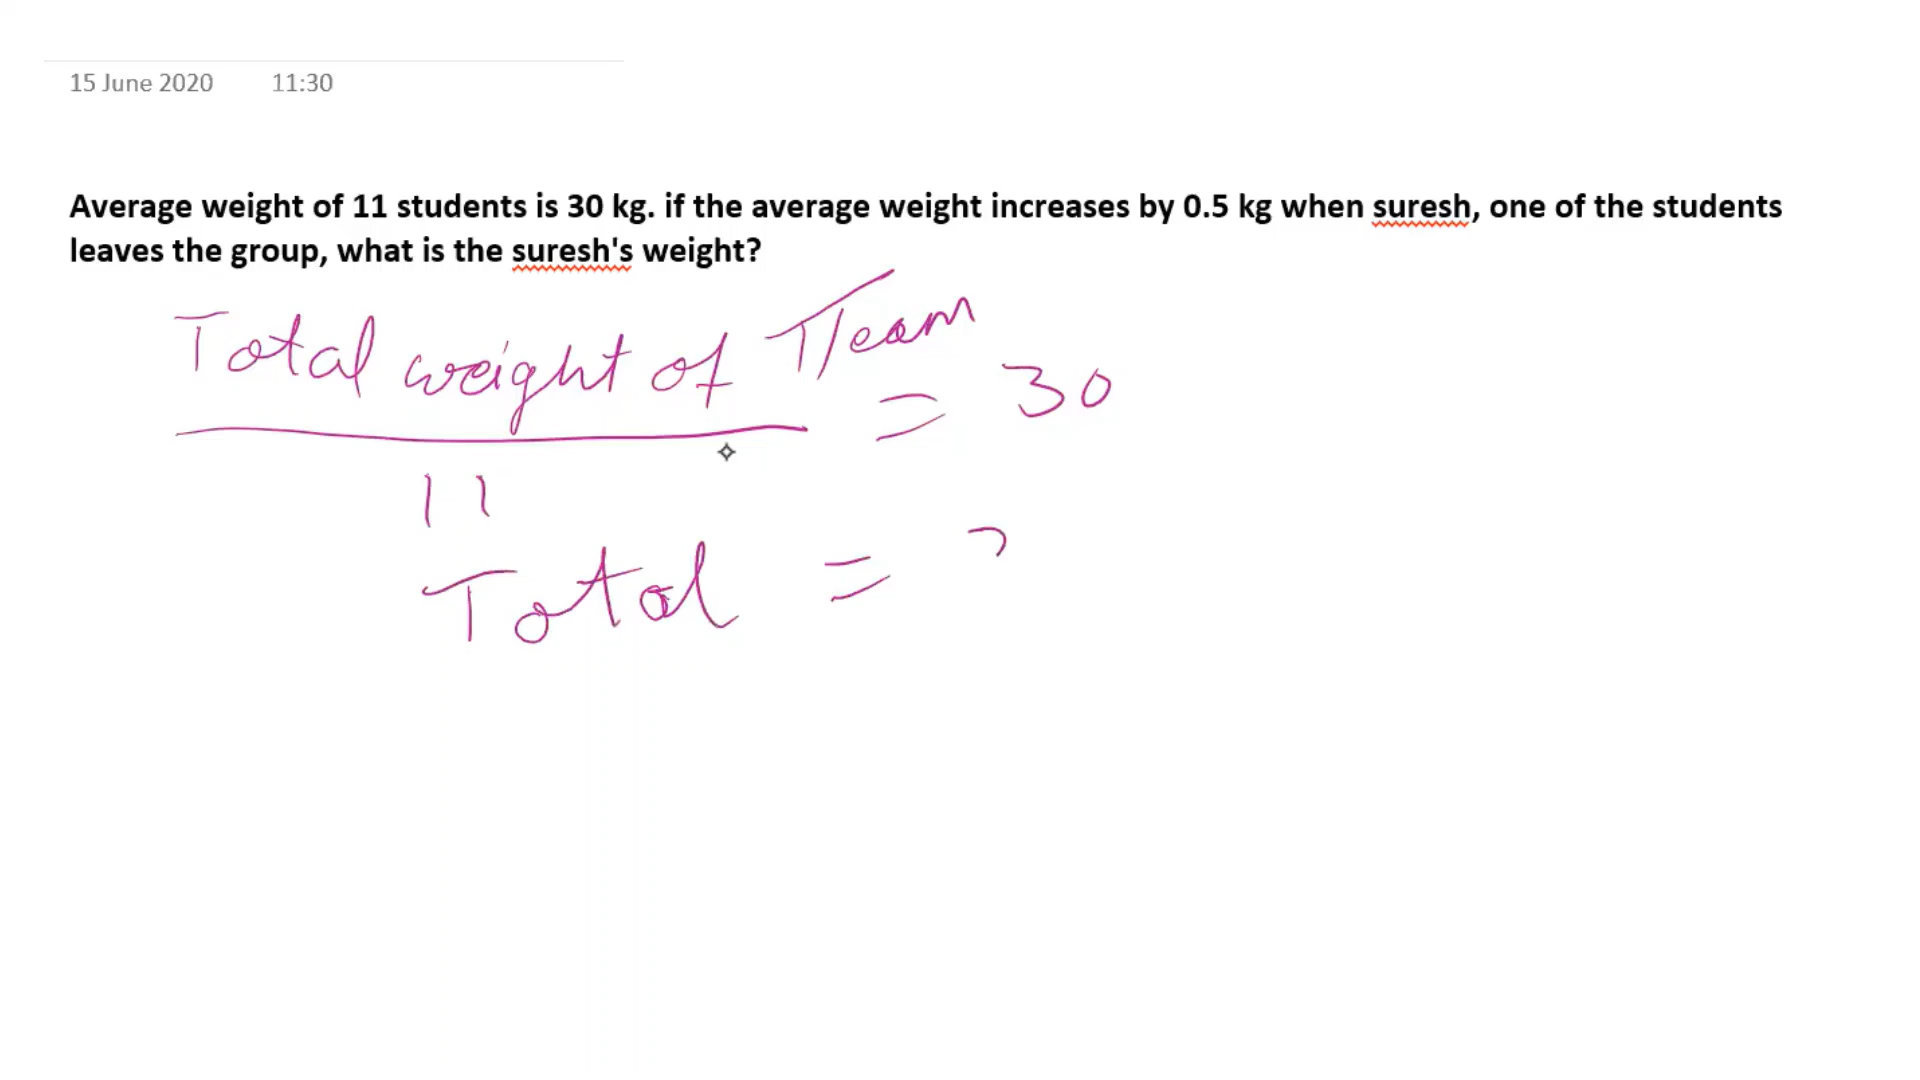 15 June 2020 11:30
Average weight of 11 students is 30 kg. if the average weight increases by 0.5 kg when suresh, one of the students
leaves the group, what is the suresh's weight?
Total weight of Team = 30
11
Total =